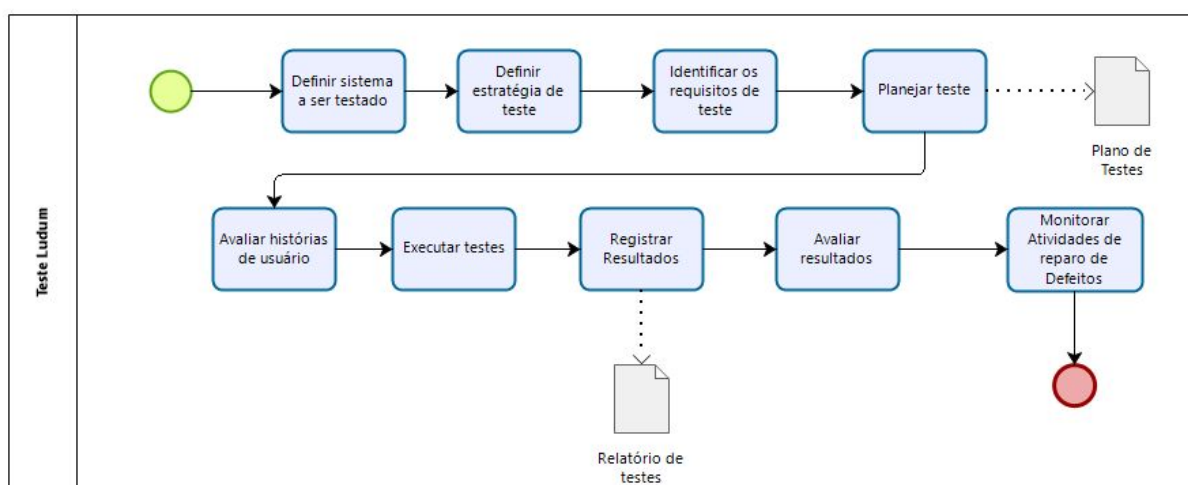 Teste Ludum
Definir sistema
a ser testado
Definir
estratégia de
teste
Identificar os
requisitos de
teste
Planejar teste
Plano de
Testes
Avaliar histórias
de usuário
Executar testes
Registrar
Resultados
Avaliar
resultados
Monitorar
Atividades de
reparo de
Defeitos
Relatório de
testes